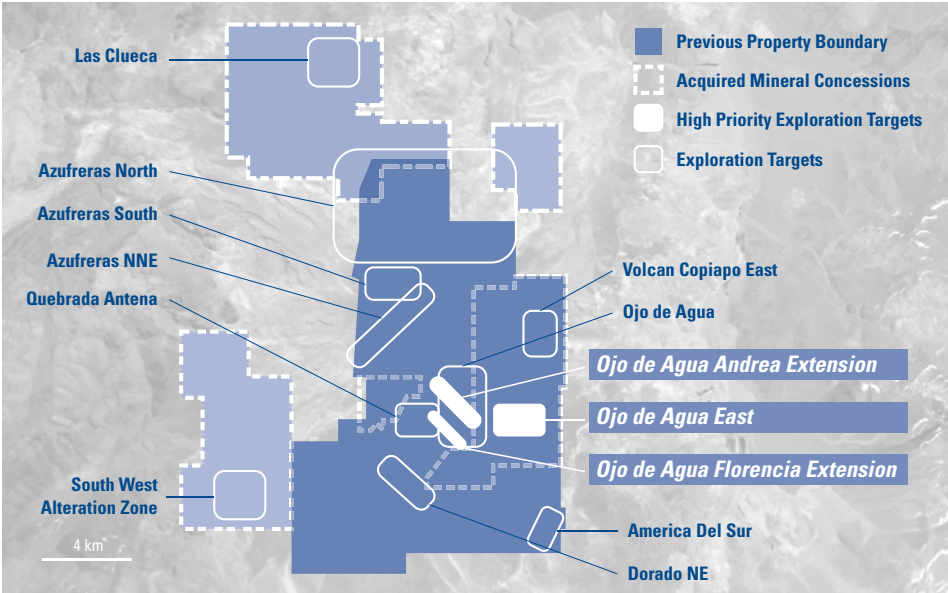 Las Clueca
Azufreras North
Azufreras South
Azufreras NNE
Quebrada Antena
South West
Alteration Zone
4 km
Previous Property Boundary
Acquired Mineral Concessions
High Priority Exploration Targets
Exploration Targets
Volcan Copiapo East
Ojo de Agua
Ojo de Agua Andrea Extension
Ojo de Agua East
Ojo de Agua Florencia Extension
America Del Sur
Dorado NE